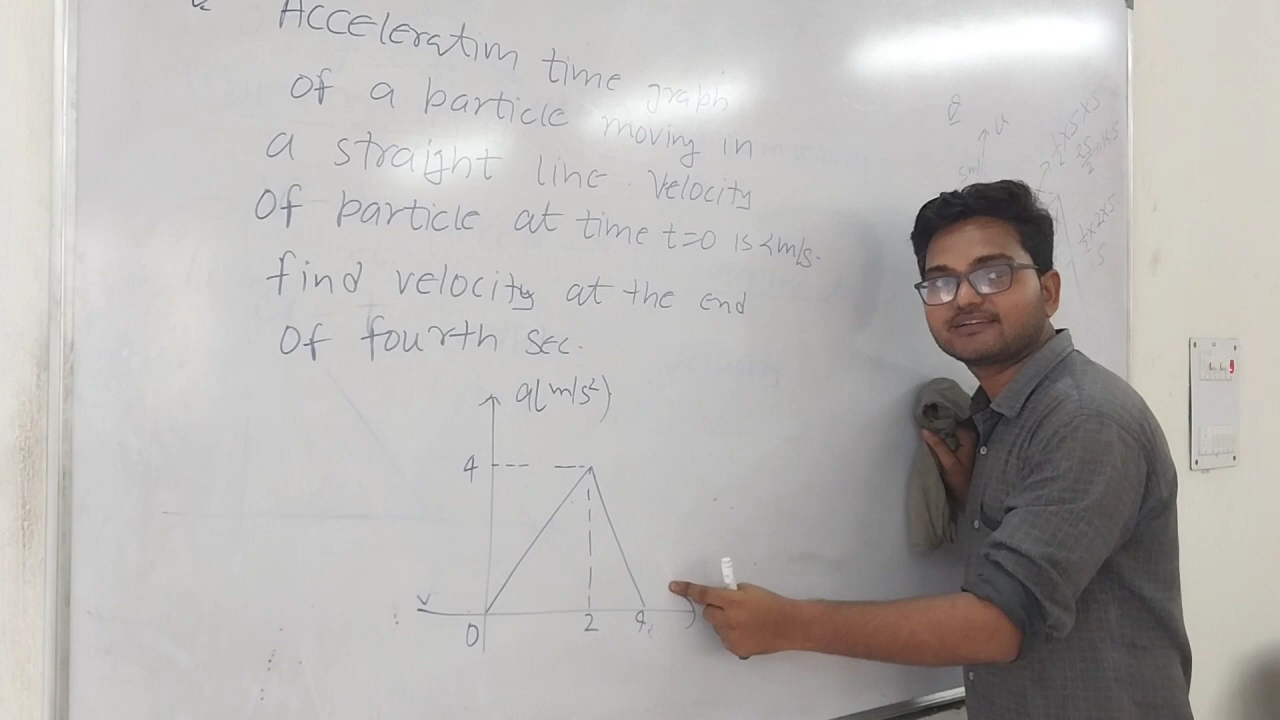 Acceleration time graph
of a particle moving in
a straight line velocity
of particle at time t=0 is 2m/s.
find velocity at the end
of fourth sec.
a(m/s²)
4
0 2 4